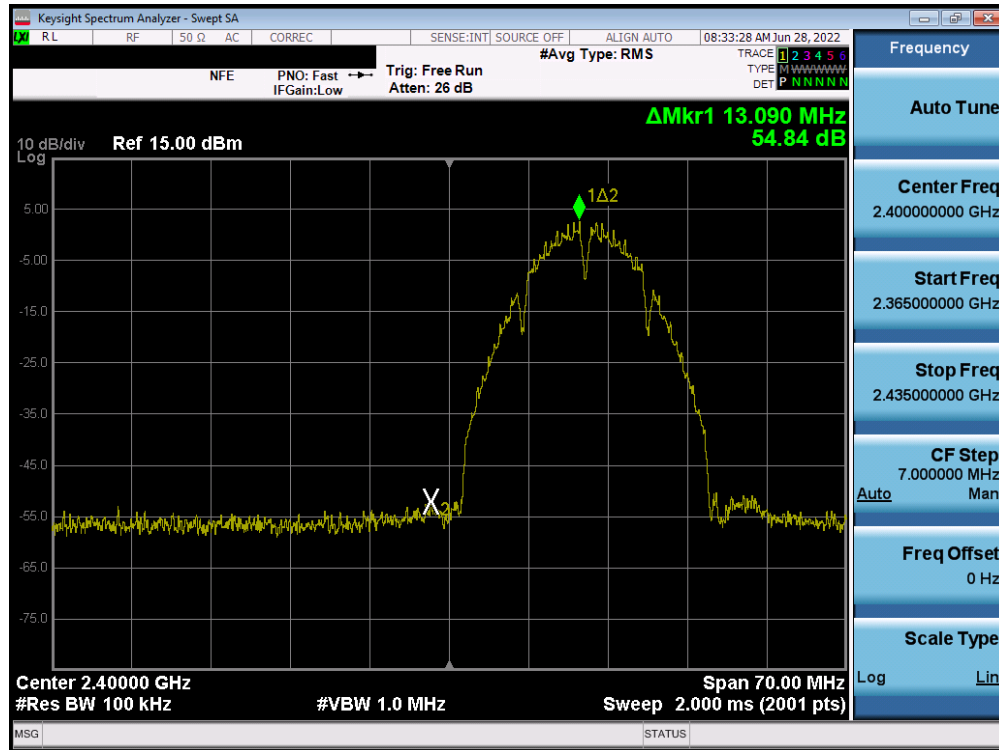 Keysight Spectrum Analyzer - Swept SA
LXI RL RF 50 Ω AC CORREC SENSE:INT SOURCE OFF ALIGN AUTO 08:33:28 AM Jun 28, 2022
#Avg Type: RMS
TRACE 1 2 3 4 5 6
TYPE M W W W W W
DET P N N N N N
NFE
PNO: Fast
IFGain:Low
Trig: Free Run
Atten: 26 dB
ΔMkr1 13.090 MHz
54.84 dB
10 dB/div
Log
Ref 15.00 dBm
5.00
-5.00
-15.0
-25.0
-35.0
-45.0
-55.0
-65.0
-75.0
1Δ2
X2
Center 2.40000 GHz
#Res BW 100 kHz
#VBW 1.0 MHz
Span 70.00 MHz
Sweep 2.000 ms (2001 pts)
MSG
STATUS
Frequency
Auto Tune
Center Freq
2.400000000 GHz
Start Freq
2.365000000 GHz
Stop Freq
2.435000000 GHz
CF Step
7.000000 MHz
Auto Man
Freq Offset
0 Hz
Scale Type
Log Lin